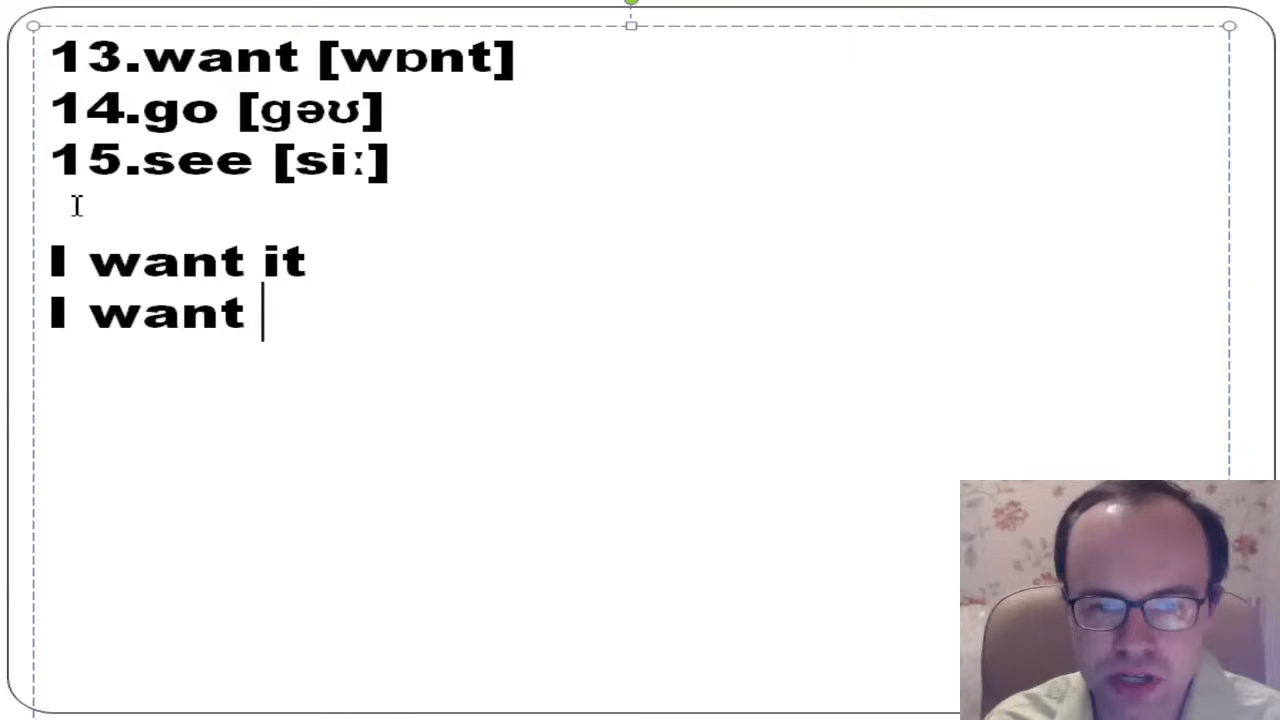 13.want [wɒnt]
14.go [gəʊ]
15.see [siː]
I want it
I want